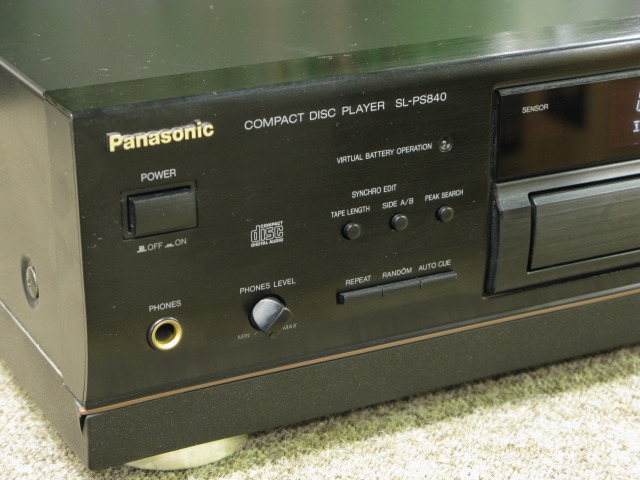 Panasonic
COMPACT DISC PLAYER SL-PS840
SENSOR
VIRTUAL BATTERY OPERATION
POWER
OFF ON
SYNCHRO EDIT
TAPE LENGTH SIDE A/B PEAK SEARCH
COMPACT
disc
DIGITAL AUDIO
REPEAT RANDOM AUTO CUE
PHONES
PHONES LEVEL
MIN MAX